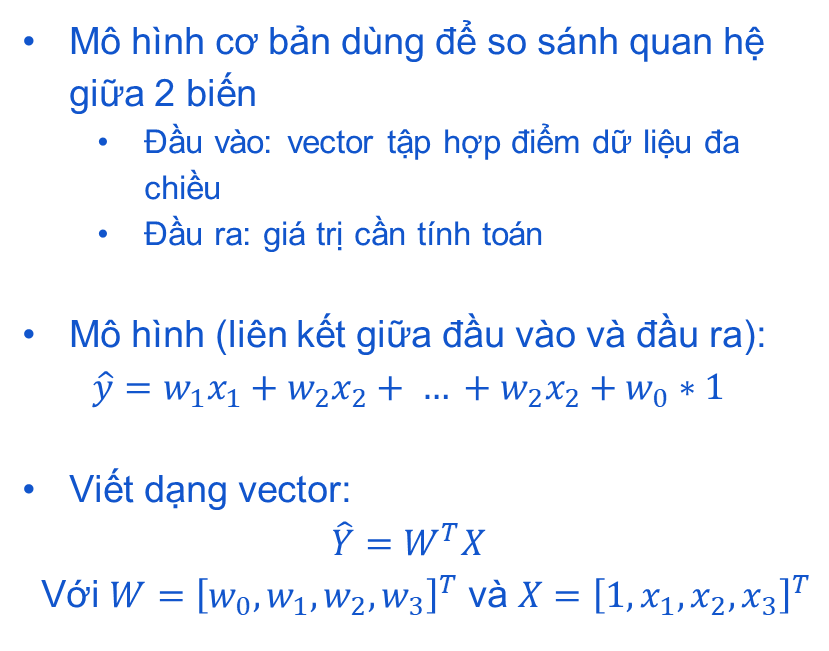 • Mô hình cơ bản dùng để so sánh quan hệ
giữa 2 biến
• Đầu vào: vector tập hợp điểm dữ liệu đa
chiều
• Đầu ra: giá trị cần tính toán
• Mô hình (liên kết giữa đầu vào và đầu ra):
ŷ = w₁x₁ + w₂x₂ + … + w₂x₂ + w₀ ∗ 1
• Viết dạng vector:
Ŷ = WᵀX
Với W = [w₀, w₁, w₂, w₃]ᵀ và X = [1, x₁, x₂, x₃]ᵀ